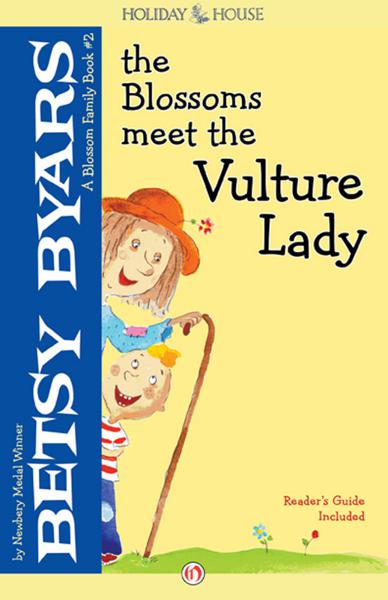 HOLIDAY HOUSE
the
Blossoms
meet the
Vulture
Lady
by Newbery Medal Winner
BETSY BYARS
A Blossom Family Book #2
Reader's Guide
Included